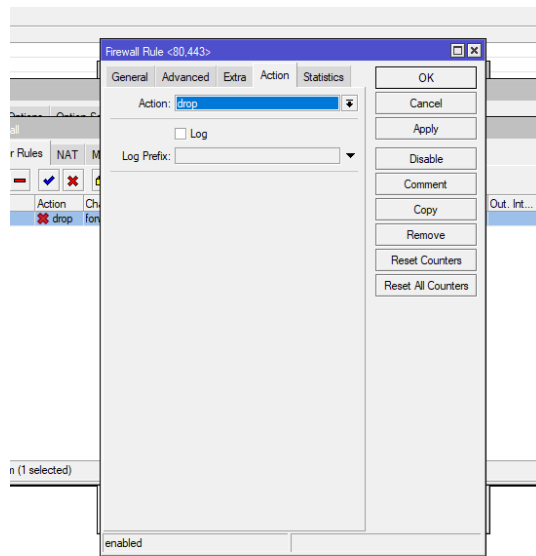 Firewall Rule <80,443>
General Advanced Extra Action Statistics
OK
Action: drop
Cancel
Log
Apply
Log Prefix:
Disable
Comment
Copy
Remove
Reset Counters
Reset All Counters
Rules NAT
Action
Out. Int...
drop
(1 selected)
enabled